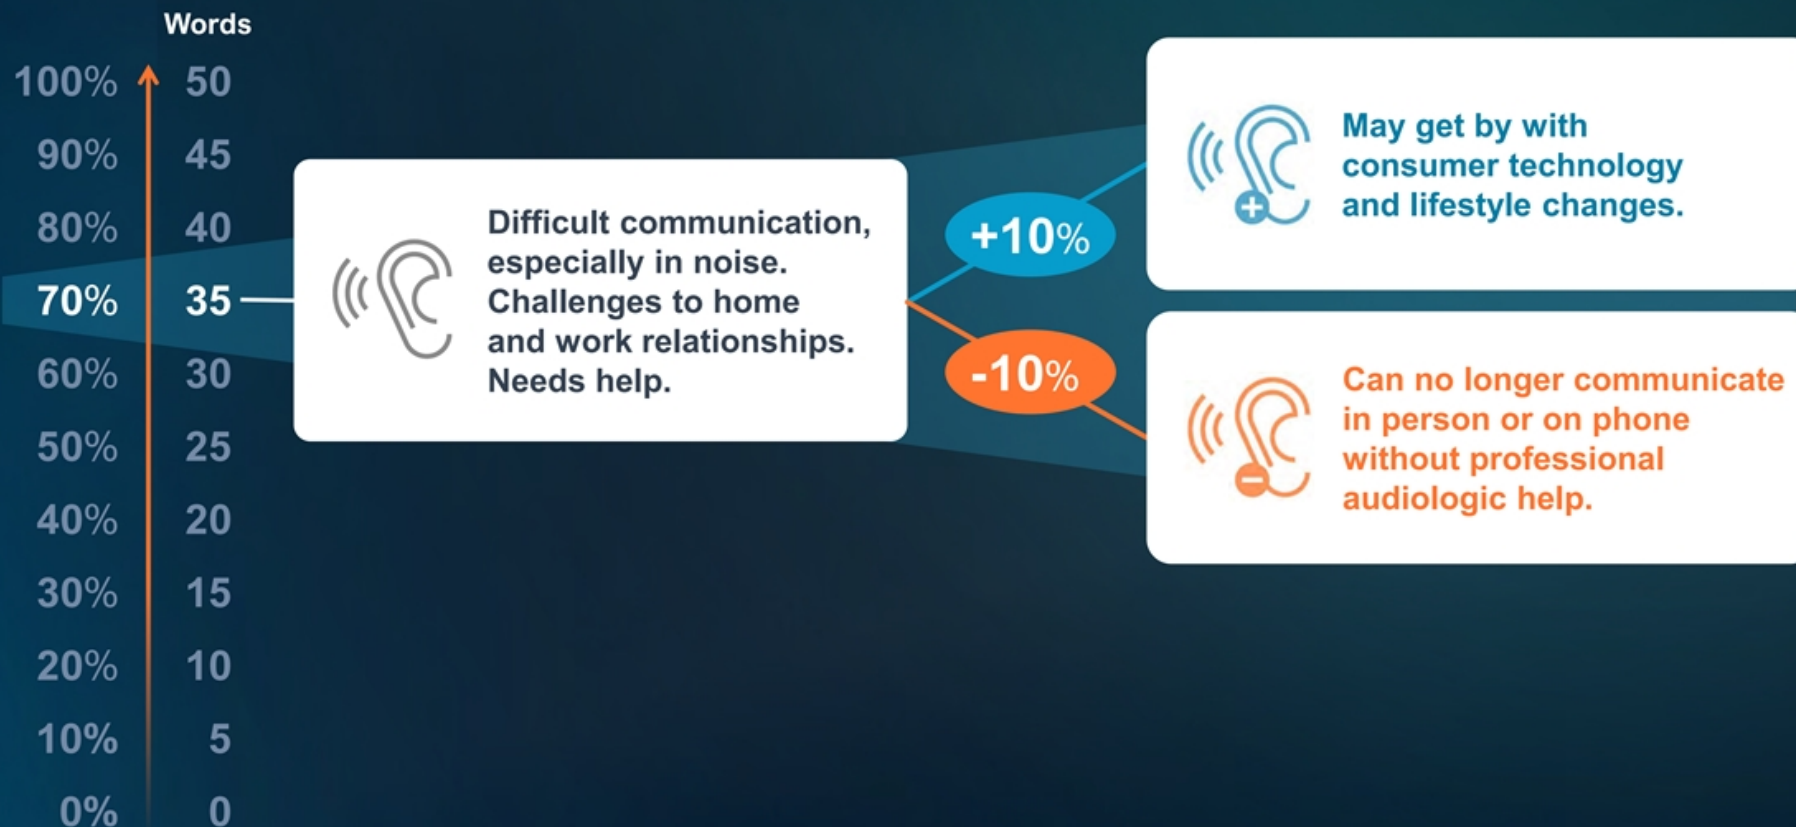 Words
100% 50
90% 45
80% 40
70% 35
60% 30
50% 25
40% 20
30% 15
20% 10
10% 5
0% 0
Difficult communication,
especially in noise.
Challenges to home
and work relationships.
Needs help.
+10%
-10%
May get by with
consumer technology
and lifestyle changes.
Can no longer communicate
in person or on phone
without professional
audiologic help.